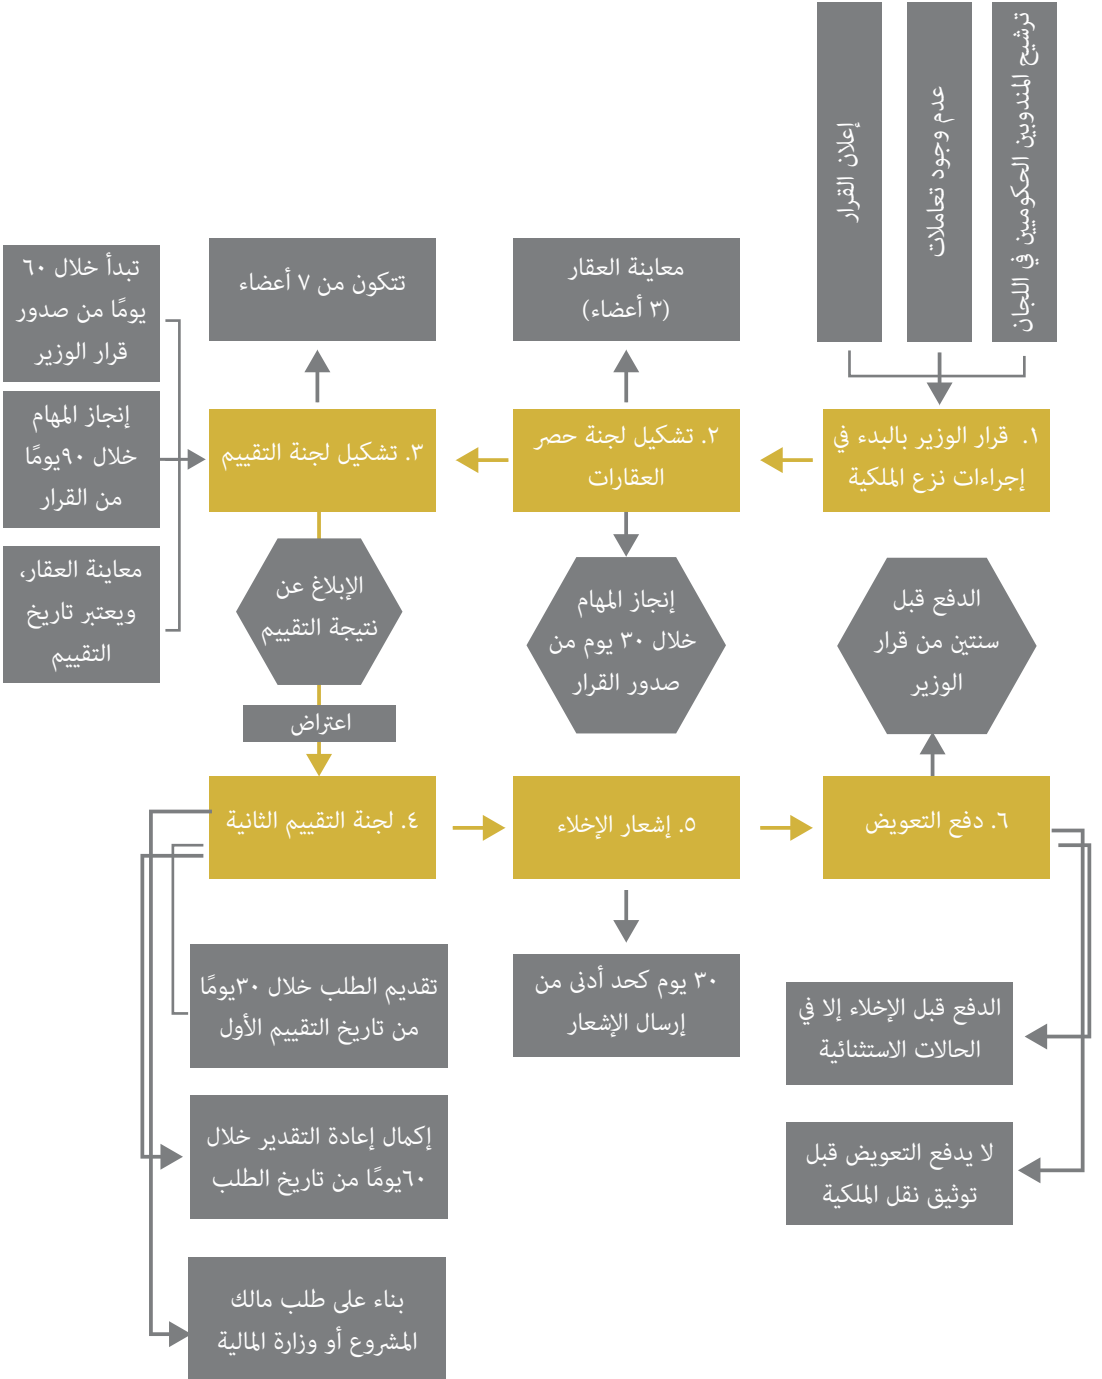 ترشيح المندوبين الحكوميين في اللجان
عدم وجود تعاملات
إعلان القرار
١. قرار الوزير بالبدء في
إجراءات نزع الملكية
معاينة العقار
(٣ أعضاء)
٢. تشكيل لجنة حصر
العقارات
إنجاز المهام
خلال ٣٠ يوم من
صدور القرار
تتكون من ٧ أعضاء
٣. تشكيل لجنة التقييم
تبدأ خلال ٦٠
يومًا من صدور
قرار الوزير
إنجاز المهام
خلال ٩٠يومًا
من القرار
معاينة العقار،
ويعتبر تاريخ
التقييم
الإبلاغ عن
نتيجة التقييم
اعتراض
٤. لجنة التقييم الثانية
تقديم الطلب خلال ٣٠يومًا
من تاريخ التقييم الأول
إكمال إعادة التقدير خلال
٦٠يومًا من تاريخ الطلب
بناء على طلب مالك
المشروع أو وزارة المالية
٥. إشعار الإخلاء
٣٠ يوم كحد أدنى من
إرسال الإشعار
٦. دفع التعويض
الدفع قبل
سنتين من قرار
الوزير
الدفع قبل الإخلاء إلا في
الحالات الاستثنائية
لا يدفع التعويض قبل
توثيق نقل الملكية